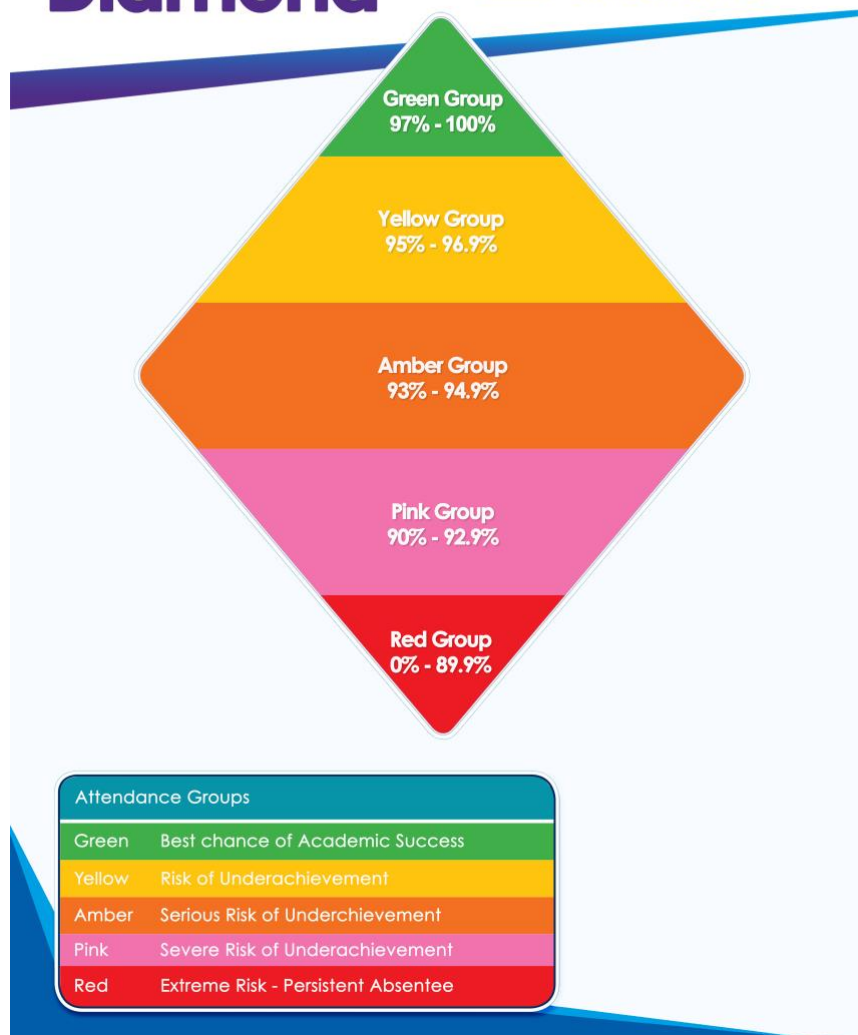 Diamond
Green Group
97% - 100%
Yellow Group
95% - 96.9%
Amber Group
93% - 94.9%
Pink Group
90% - 92.9%
Red Group
0% - 89.9%
Attendance Groups
Green Best chance of Academic Success
Yellow Risk of Underachievement
Amber Serious Risk of Underchievement
Pink Severe Risk of Underachievement
Red Extreme Risk - Persistent Absentee